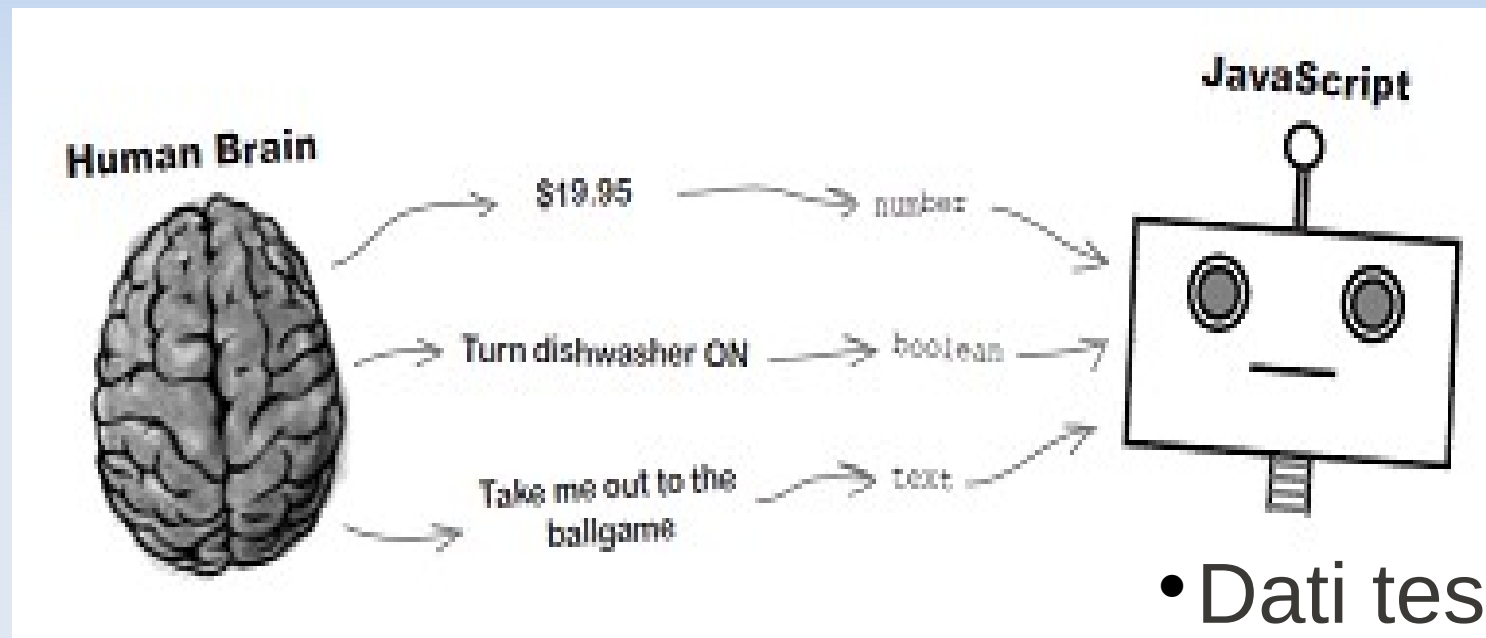 JavaScript
Human Brain
$19.95
number
Turn dishwasher ON
boolean
Take me out to the
ballgame
text
• Dati tes